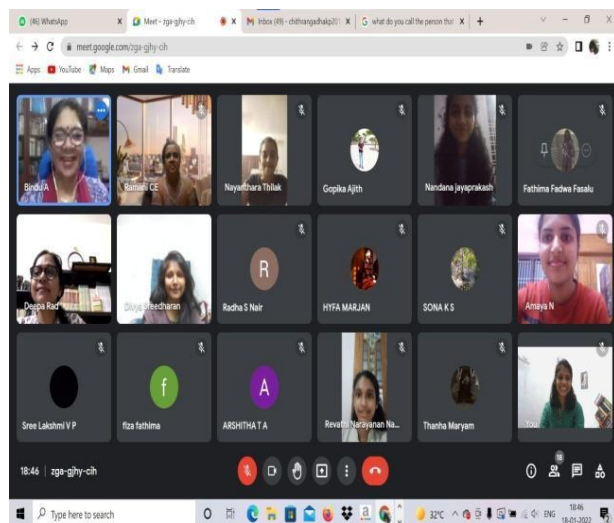 (46) WhatsApp
Meet - zga-gjhy-cih
Inbox (49) - chithvangadhakp201
what do you call the person tha
meet.google.com/zga-gjhy-cih
Apps YouTube Maps Gmail Translate
Bindu A
Ramani CE
Nayanthara Thilak
Gopika Ajith
Nandana jayaprakash
Fathima Fadwa Fasalu
Deepa Rad
Divya Sreedharan
R
Radha S Nair
HYFA MARJAN
SONA K S
Amaya N
Sree Lakshmi V P
f
fiza fathima
A
ARSHITHA T A
Revathi Narayanan Na...
Thanha Maryam
You
18:46 | zga-gjhy-cih
18
Type here to search
32°C
ENG
18:46
18-01-2022